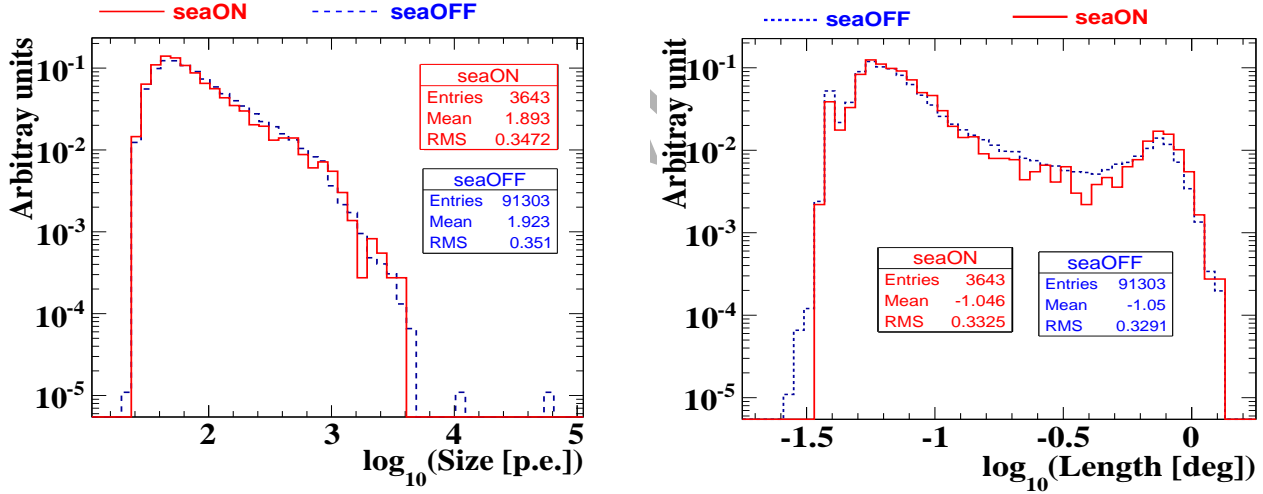 seaON seaOFF
Arbitray units
10^-1
10^-2
10^-3
10^-4
10^-5
seaON
Entries 3643
Mean 1.893
RMS 0.3472
seaOFF
Entries 91303
Mean 1.923
RMS 0.351
2 3 4 5
log10(Size [p.e.])
seaOFF seaON
Arbitray unit
10^-1
10^-2
10^-3
10^-4
10^-5
seaON
Entries 3643
Mean -1.046
RMS 0.3325
seaOFF
Entries 91303
Mean -1.05
RMS 0.3291
-1.5 -1 -0.5 0
log10(Length [deg]